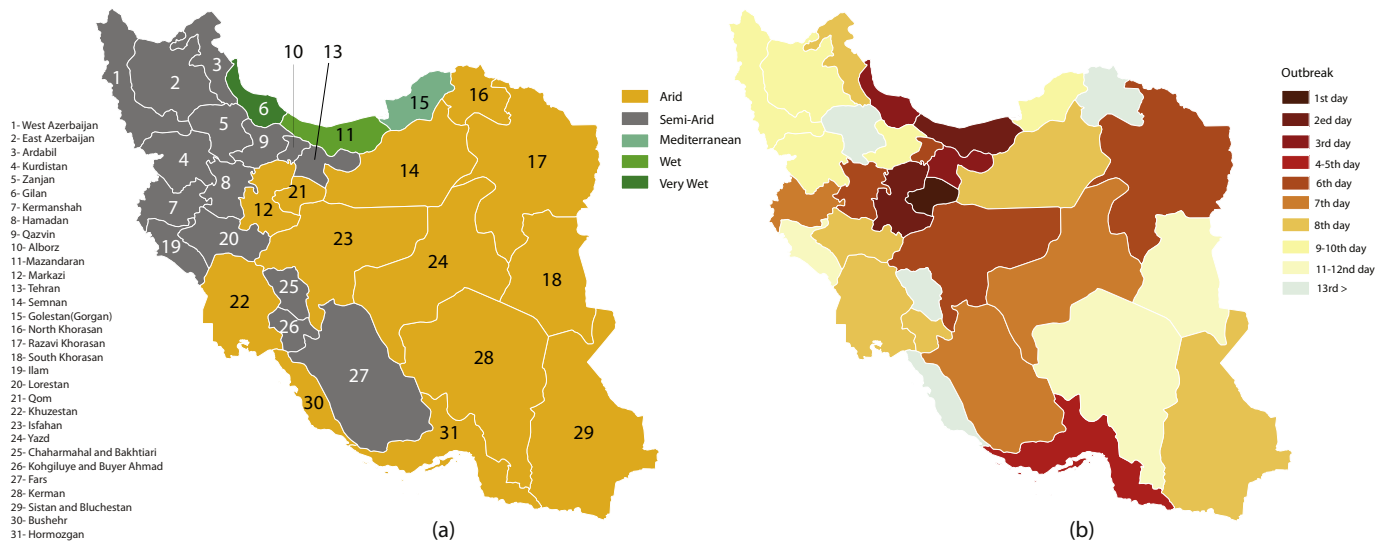 1- West Azerbaijan
2- East Azerbaijan
3- Ardabil
4- Kurdistan
5- Zanjan
6- Gilan
7- Kermanshah
8- Hamadan
9- Qazvin
10- Alborz
11-Mazandaran
12- Markazi
13- Tehran
14- Semnan
15- Golestan(Gorgan)
16- North Khorasan
17- Razavi Khorasan
18- South Khorasan
19- Ilam
20- Lorestan
21- Qom
22- Khuzestan
23- Isfahan
24- Yazd
25- Chaharmahal and Bakhtiari
26- Kohgiluye and Buyer Ahmad
27- Fars
28- Kerman
29- Sistan and Bluchestan
30- Bushehr
31- Hormozgan
10
13
1
2
3
6
15
16
5
9
11
4
8
14
17
21
7
12
19
20
23
24
18
25
22
26
27
28
30
31
29
Arid
Semi-Arid
Mediterranean
Wet
Very Wet
(a)
Outbreak
1st day
2ed day
3rd day
4-5th day
6th day
7th day
8th day
9-10th day
11-12nd day
13rd >
(b)